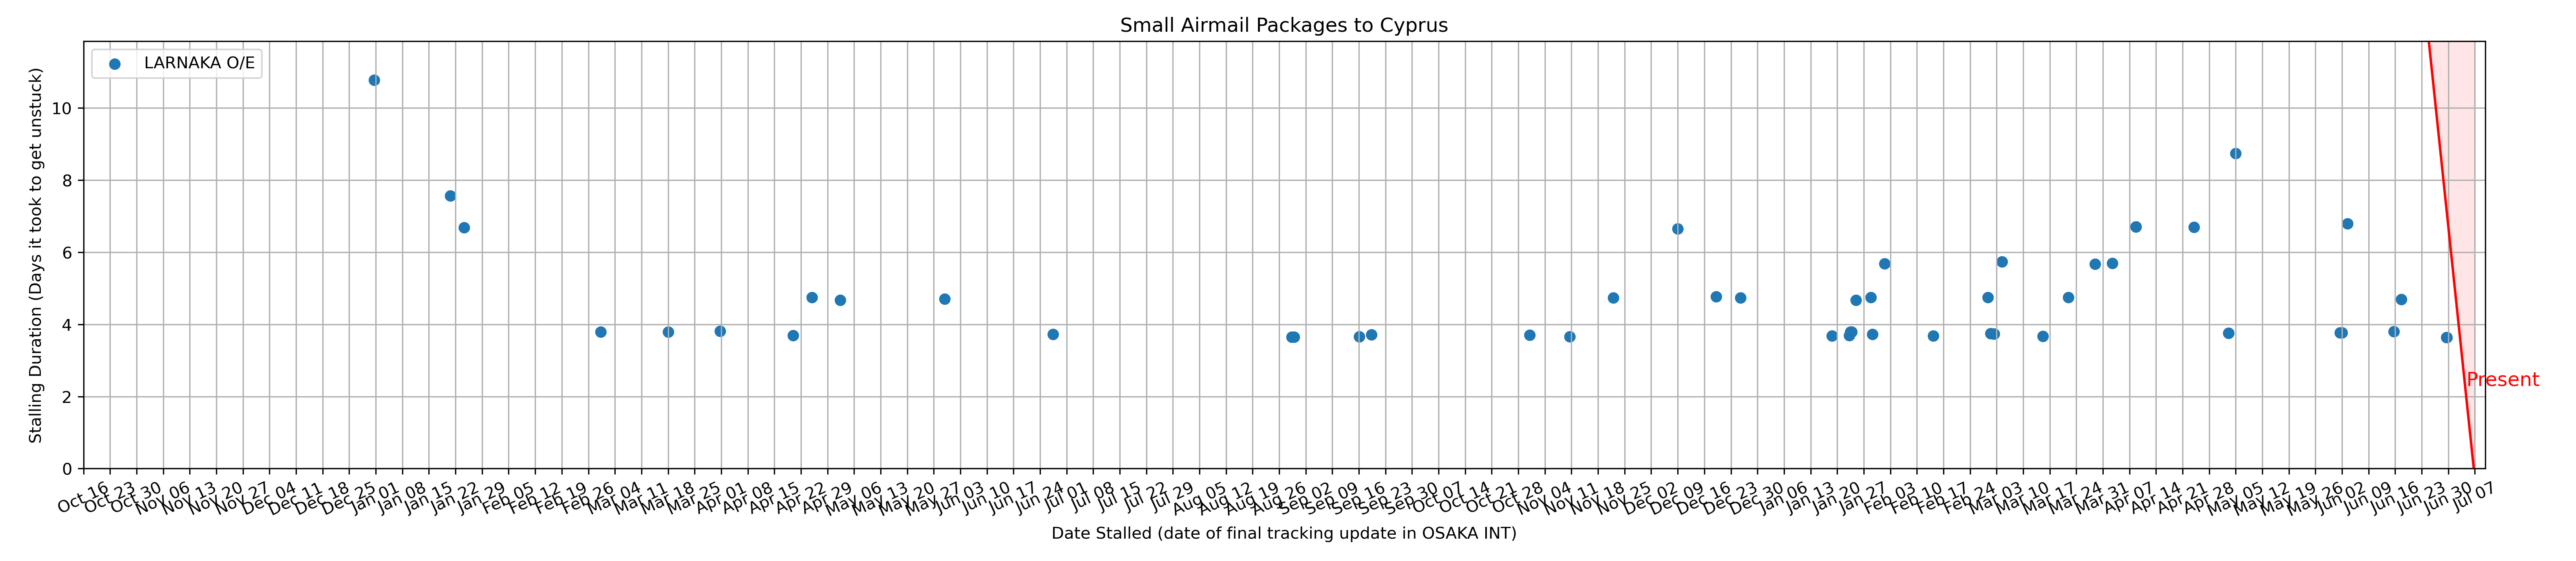 Small Airmail Packages to Cyprus
LARNAKA O/E
Stalling Duration (Days it took to get unstuck)
10
8
6
4
2
0
Present
Oct 16
Oct 23
Oct 30
Nov 06
Nov 13
Nov 20
Nov 27
Dec 04
Dec 11
Dec 18
Dec 25
Jan 01
Jan 08
Jan 15
Jan 22
Jan 29
Feb 05
Feb 12
Feb 19
Feb 26
Mar 04
Mar 11
Mar 18
Mar 25
Apr 01
Apr 08
Apr 15
Apr 22
Apr 29
May 06
May 13
May 20
May 27
Jun 03
Jun 10
Jun 17
Jun 24
Jul 01
Jul 08
Jul 15
Jul 22
Jul 29
Aug 05
Aug 12
Aug 19
Aug 26
Sep 02
Sep 09
Sep 16
Sep 23
Sep 30
Oct 07
Oct 14
Oct 21
Oct 28
Nov 04
Nov 11
Nov 18
Nov 25
Dec 02
Dec 09
Dec 16
Dec 23
Dec 30
Jan 06
Jan 13
Jan 20
Jan 27
Feb 03
Feb 10
Feb 17
Feb 24
Mar 03
Mar 10
Mar 17
Mar 24
Mar 31
Apr 07
Apr 14
Apr 21
Apr 28
May 05
May 12
May 19
May 26
Jun 02
Jun 09
Jun 16
Jun 23
Jun 30
Jul 07
Date Stalled (date of final tracking update in OSAKA INT)